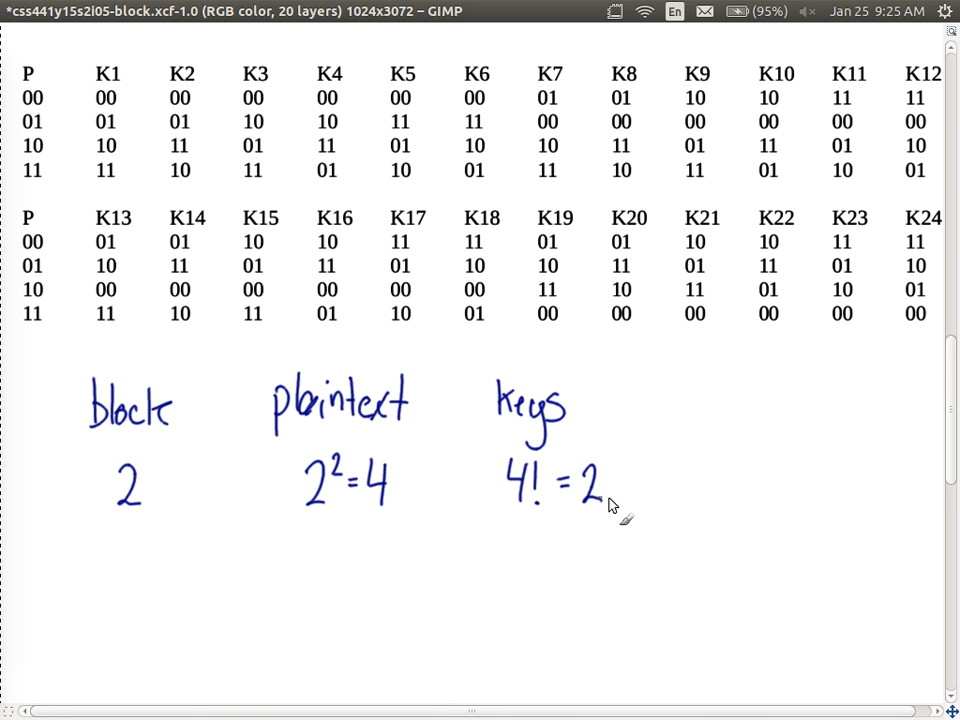 *css441y15s2i05-block.xcf-1.0 (RGB color, 20 layers) 1024x3072 – GIMP En (95%) Jan 25 9:25 AM
P K1 K2 K3 K4 K5 K6 K7 K8 K9 K10 K11 K12
00 00 00 00 00 00 00 01 01 10 10 11 11
01 01 01 10 10 11 11 00 00 00 00 00 00
10 10 11 01 11 01 10 10 11 01 11 01 10
11 11 10 11 01 10 01 11 10 11 01 10 01
P K13 K14 K15 K16 K17 K18 K19 K20 K21 K22 K23 K24
00 01 01 10 10 11 11 01 01 10 10 11 11
01 10 11 01 11 01 10 10 11 01 11 01 10
10 00 00 00 00 00 00 11 10 11 01 10 01
11 11 10 11 01 10 01 00 00 00 00 00 00
block plaintext keys
2 2²=4 4! = 2